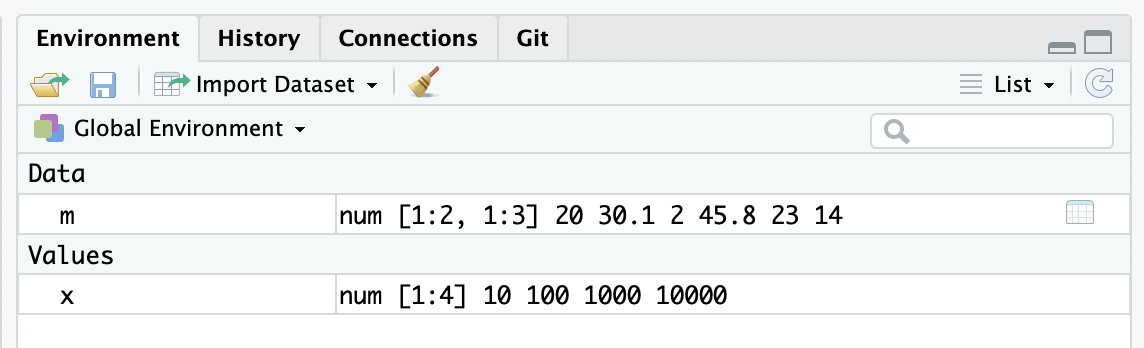 Environment History Connections Git
Import Dataset List
Global Environment
Data
m num [1:2, 1:3] 20 30.1 2 45.8 23 14
Values
x num [1:4] 10 100 1000 10000